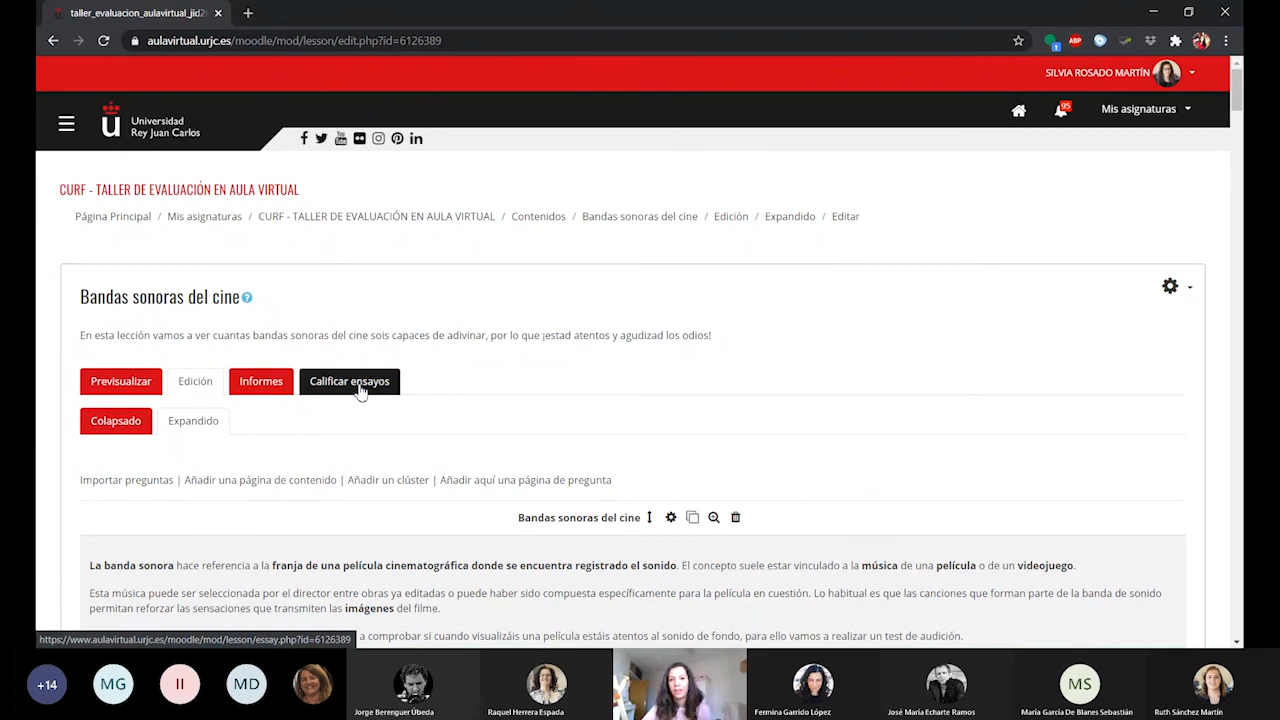 taller_evaluacion_aulavirtual_jid2
aulavirtual.urjc.es/moodle/mod/lesson/edit.php?id=6126389
1
ABP
SILVIA ROSADO MARTÍN
Universidad
Rey Juan Carlos
95
Mis asignaturas
CURF - TALLER DE EVALUACIÓN EN AULA VIRTUAL
Página Principal / Mis asignaturas / CURF - TALLER DE EVALUACIÓN EN AULA VIRTUAL / Contenidos / Bandas sonoras del cine / Edición / Expandido / Editar
Bandas sonoras del cine
En esta lección vamos a ver cuantas bandas sonoras del cine sois capaces de adivinar, por lo que ¡estad atentos y agudizad los odios!
Previsualizar Edición Informes Calificar ensayos
Colapsado Expandido
Importar preguntas | Añadir una página de contenido | Añadir un clúster | Añadir aquí una página de pregunta
Bandas sonoras del cine
La banda sonora hace referencia a la franja de una película cinematográfica donde se encuentra registrado el sonido. El concepto suele estar vinculado a la música de una película o de un videojuego.
Esta música puede ser seleccionada por el director entre obras ya editadas o puede haber sido compuesta específicamente para la película en cuestión. Lo habitual es que las canciones que forman parte de la banda de sonido
permitan reforzar las sensaciones que transmiten las imágenes del filme.
a comprobar si cuando visualizáis una película estáis atentos al sonido de fondo, para ello vamos a realizar un test de audición.
https://www.aulavirtual.urjc.es/moodle/mod/lesson/essay.php?id=6126389
+14 MG II MD MS
Jorge Berenguer Úbeda Raquel Herrera Espada Fermina Garrido López José María Echarte Ramos María García De Blanes Sebastián Ruth Sánchez Martín